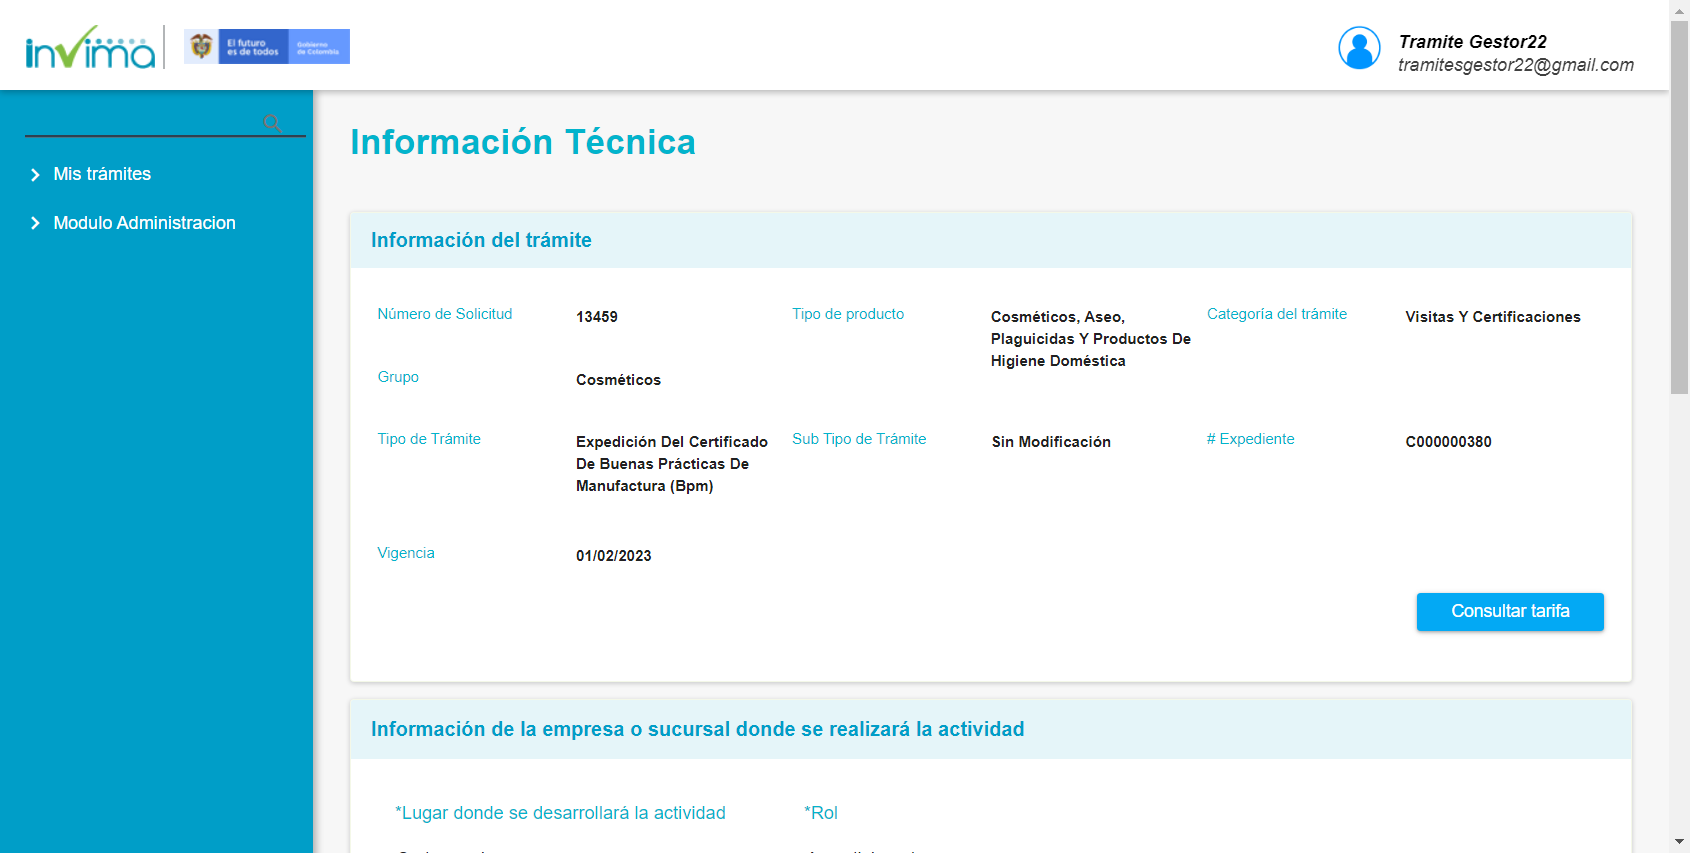 invima
El futuro
es de todos
Gobierno
de Colombia
Tramite Gestor22
tramitesgestor22@gmail.com
Mis trámites
Modulo Administracion
Información Técnica
Información del trámite
Número de Solicitud
13459
Tipo de producto
Cosméticos, Aseo,
Plaguicidas Y Productos De
Higiene Doméstica
Categoría del trámite
Visitas Y Certificaciones
Grupo
Cosméticos
Tipo de Trámite
Expedición Del Certificado
De Buenas Prácticas De
Manufactura (Bpm)
Sub Tipo de Trámite
Sin Modificación
# Expediente
C000000380
Vigencia
01/02/2023
Consultar tarifa
Información de la empresa o sucursal donde se realizará la actividad
*Lugar donde se desarrollará la actividad
*Rol